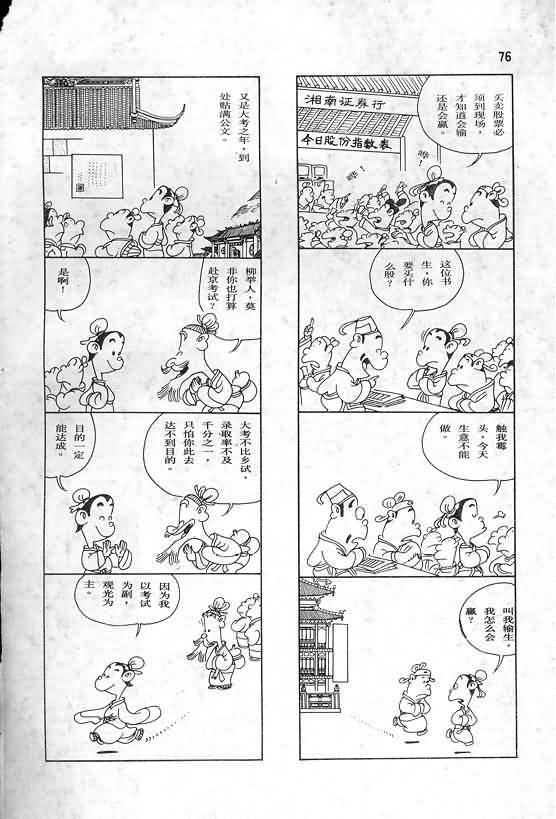 76
买卖股票必
须到现场，
才知道会输
还是会赢。
湘南证券行
今日股份指数表
哗！
哗！
这位书
生，你
要买什
么股？
触我霉
头，今天
生意不能
做。
叫我输生，
我怎么会
赢？
又是大考之年，到
处贴满公文。
柳举人，莫
非你也打算
赴京考试？
是啊！
大考不比乡试，
录取率不及
千分之一，
只怕你此去
达不到目的。
目的一定
能达成。
因为我
以考试
为副，
观光为
主。